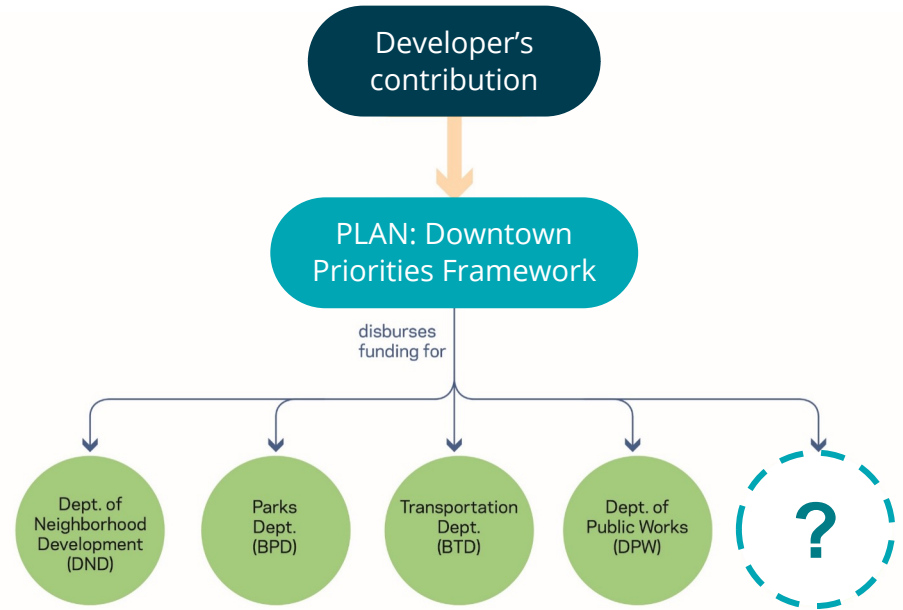 Developer's
contribution
PLAN: Downtown
Priorities Framework
disburses
funding for
Dept. of
Neighborhood
Development
(DND)
Parks
Dept.
(BPD)
Transportation
Dept.
(BTD)
Dept. of
Public Works
(DPW)
?